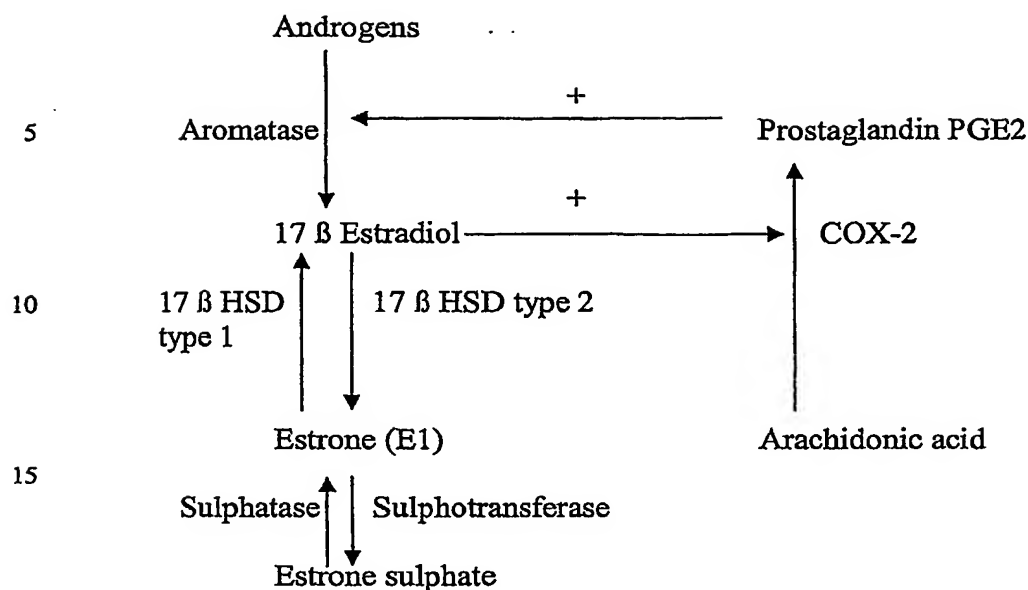 Androgens
+
5 Aromatase Prostaglandin PGE2
+
17 ß Estradiol COX-2
10 17 ß HSD type 1 17 ß HSD type 2
Estrone (E1) Arachidonic acid
15
Sulphatase Sulphotransferase
Estrone sulphate